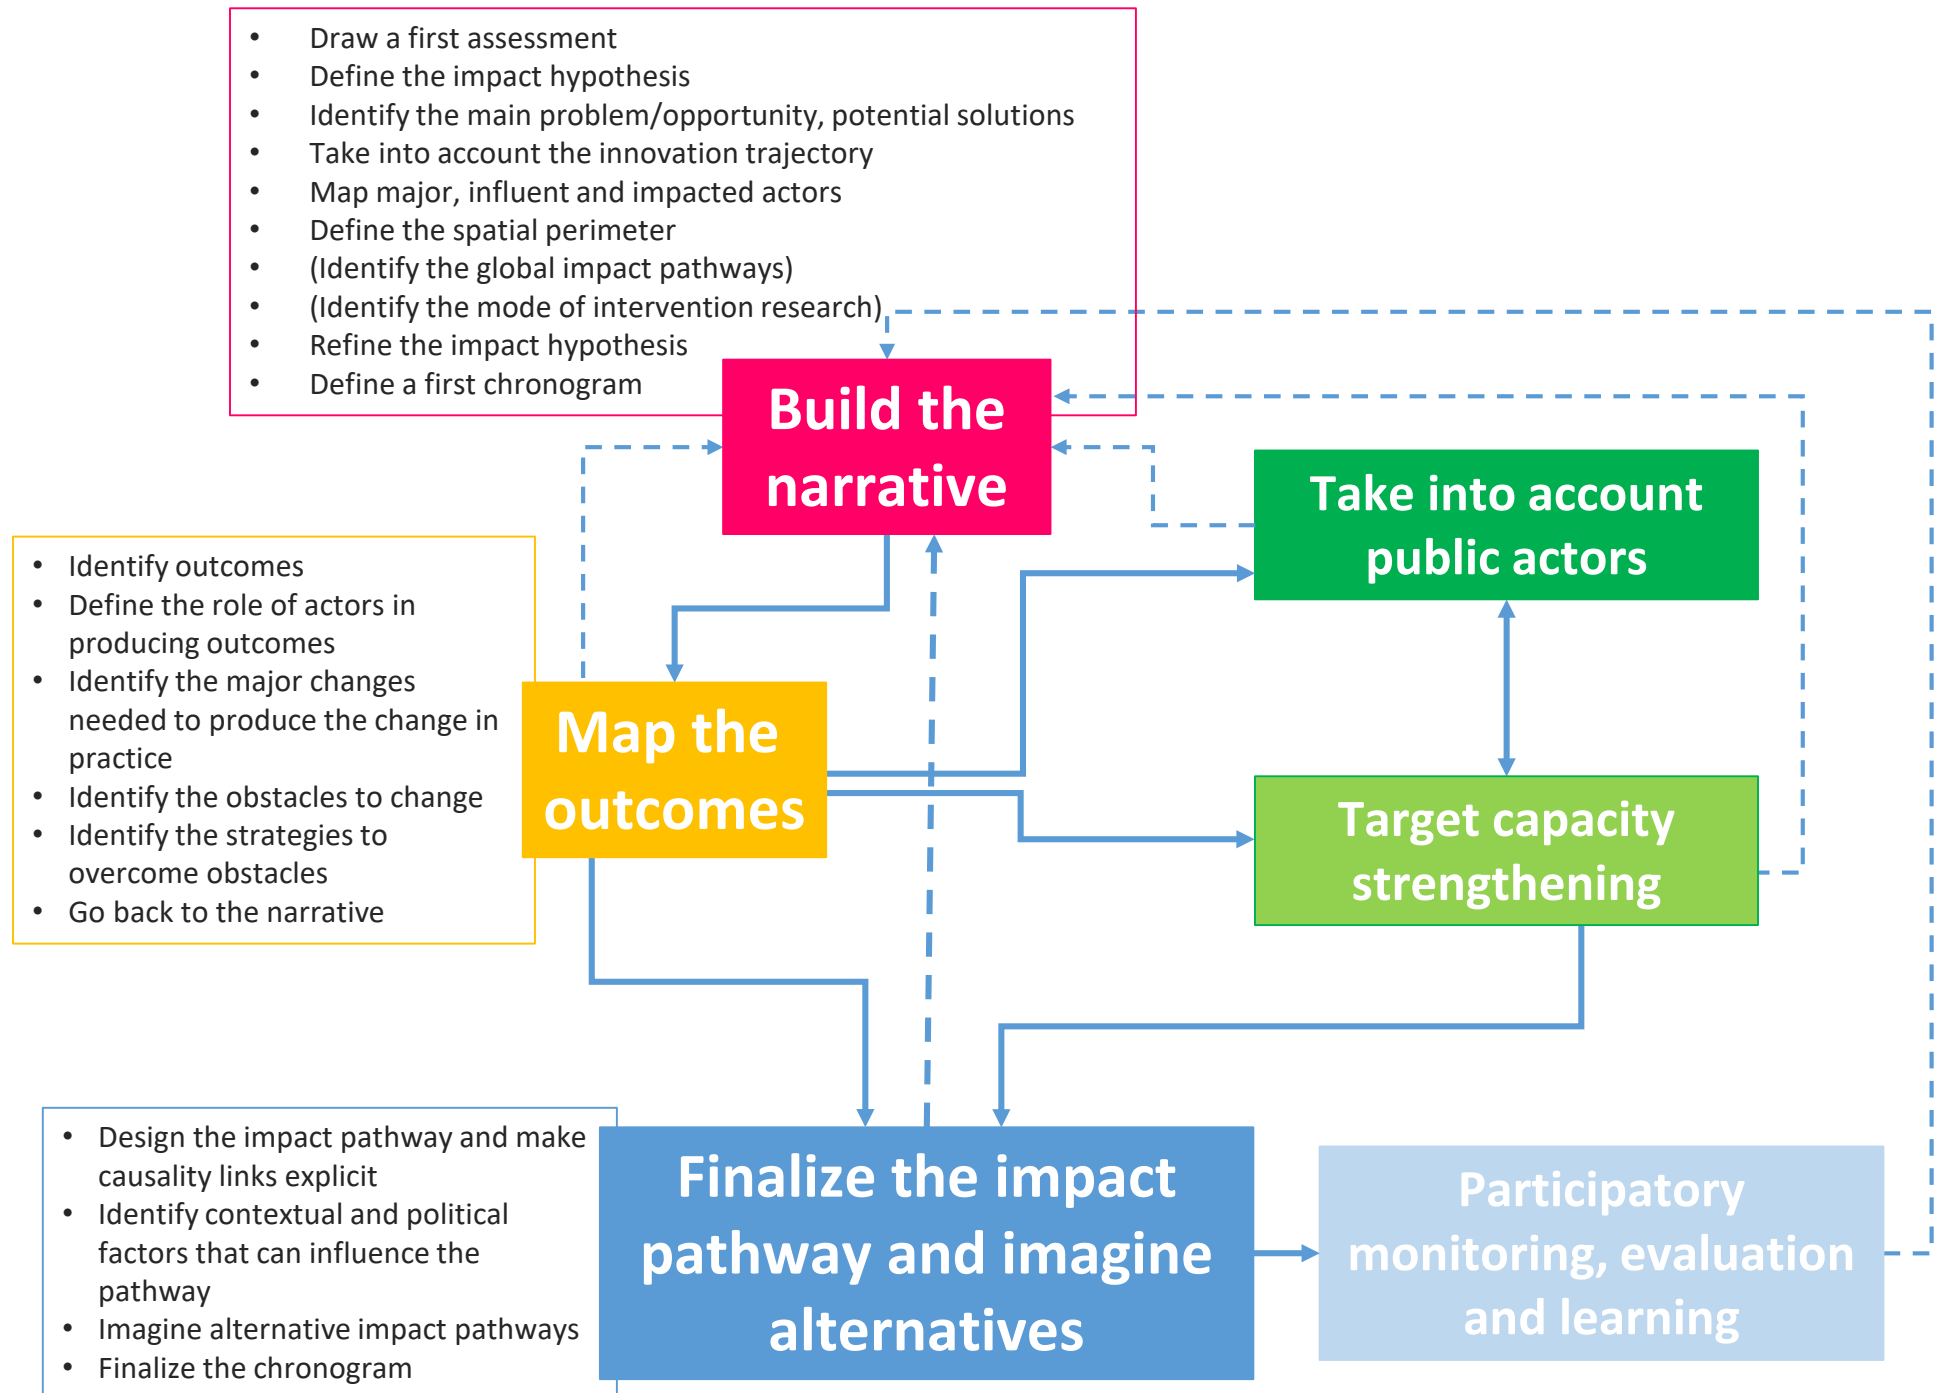 • Draw a first assessment
• Define the impact hypothesis
• Identify the main problem/opportunity, potential solutions
• Take into account the innovation trajectory
• Map major, influent and impacted actors
• Define the spatial perimeter
• (Identify the global impact pathways)
• (Identify the mode of intervention research)
• Refine the impact hypothesis
• Define a first chronogram
Build the
narrative
Take into account
public actors
• Identify outcomes
• Define the role of actors in
producing outcomes
• Identify the major changes
needed to produce the change in
practice
• Identify the obstacles to change
• Identify the strategies to
overcome obstacles
• Go back to the narrative
Map the
outcomes
Target capacity
strengthening
• Design the impact pathway and make
causality links explicit
• Identify contextual and political
factors that can influence the
pathway
• Imagine alternative impact pathways
• Finalize the chronogram
Finalize the impact
pathway and imagine
alternatives
Participatory
monitoring, evaluation
and learning